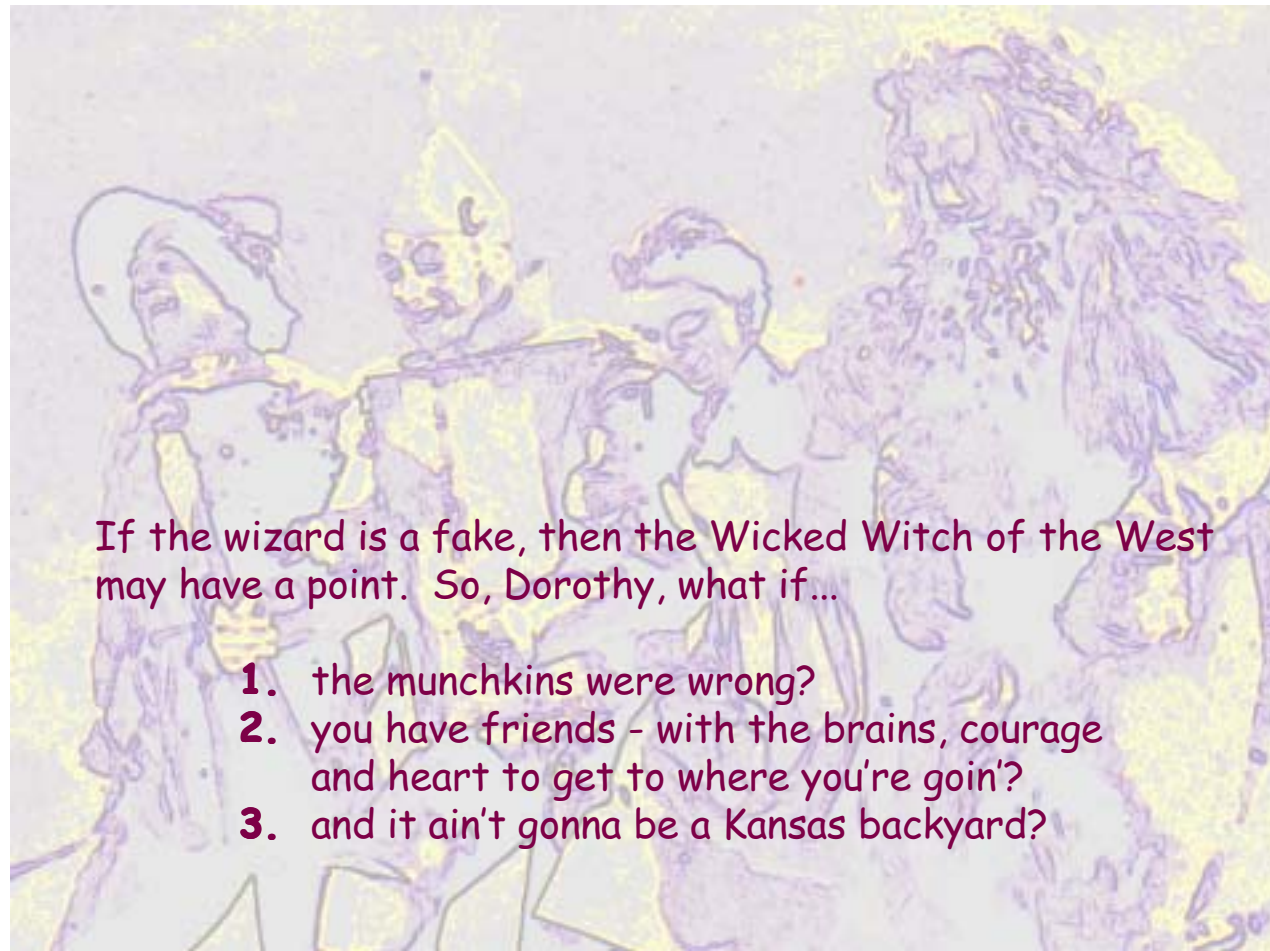 If the wizard is a fake, then the Wicked Witch of the West
may have a point.  So, Dorothy, what if...
1. the munchkins were wrong?
2. you have friends - with the brains, courage
and heart to get to where you're goin'?
3. and it ain't gonna be a Kansas backyard?